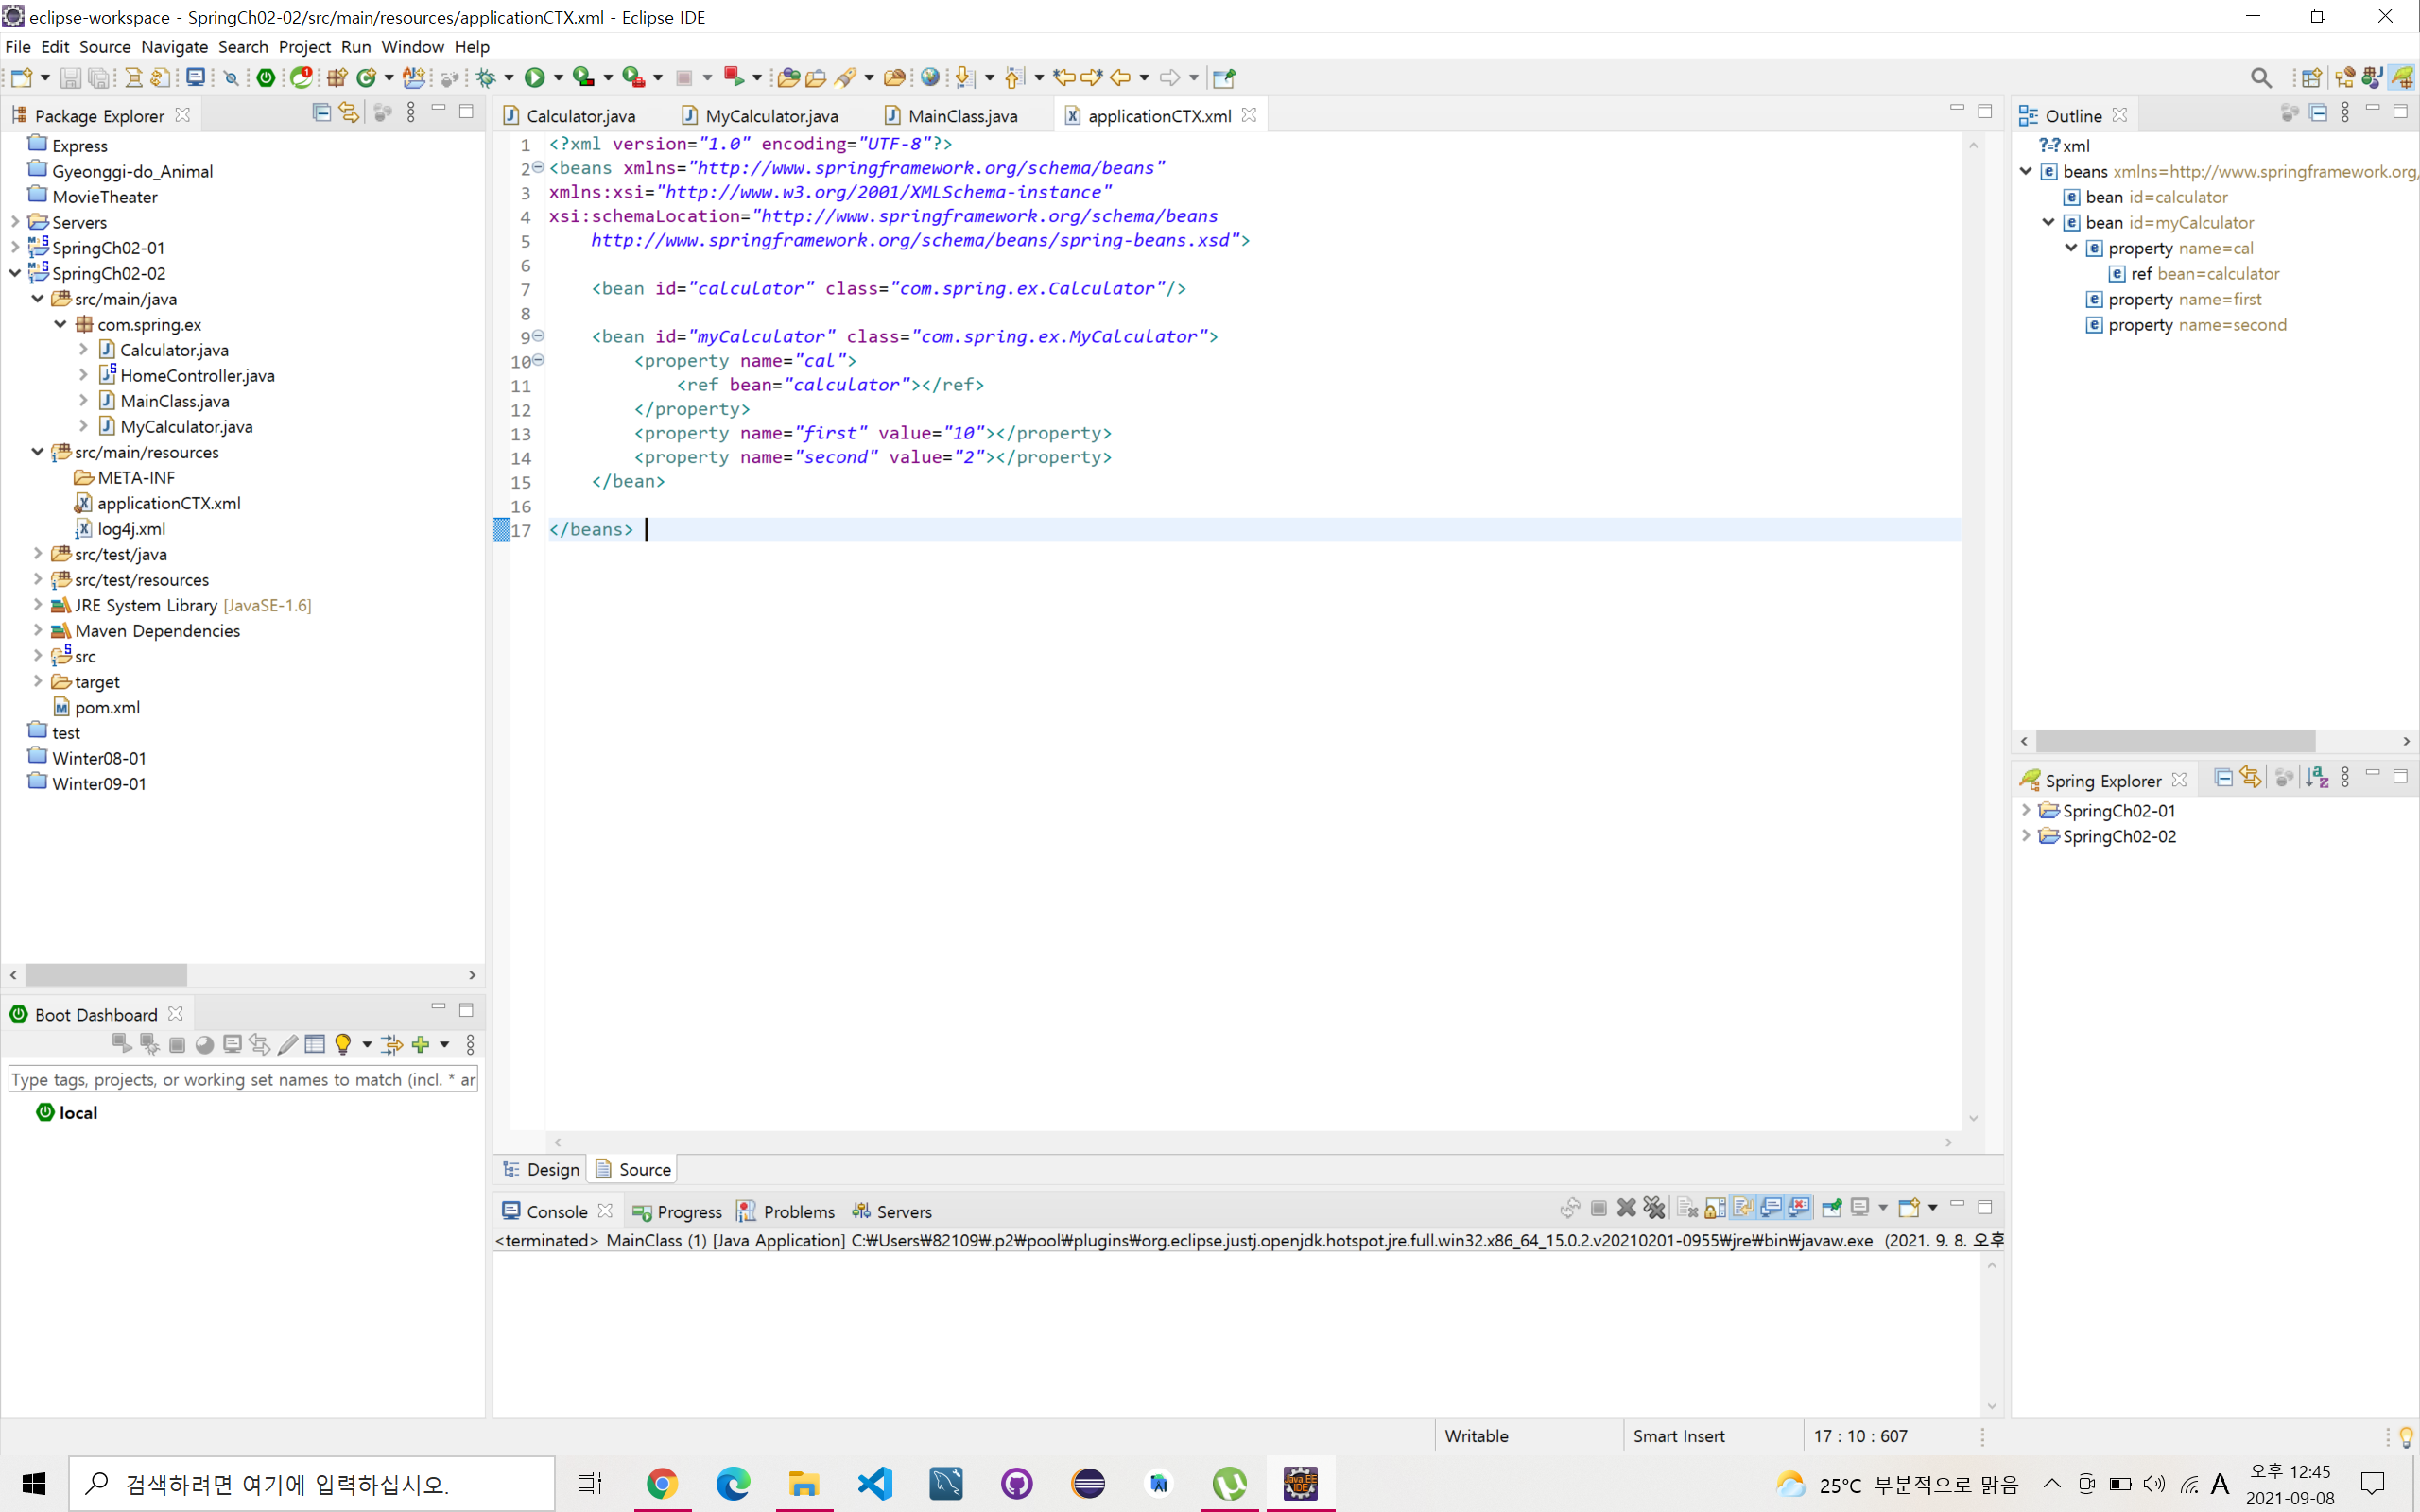 eclipse-workspace - SpringCh02-02/src/main/resources/applicationCTX.xml - Eclipse IDE
File Edit Source Navigate Search Project Run Window Help
Package Explorer
Express
Gyeonggi-do_Animal
MovieTheater
Servers
SpringCh02-01
SpringCh02-02
src/main/java
com.spring.ex
Calculator.java
HomeController.java
MainClass.java
MyCalculator.java
src/main/resources
META-INF
applicationCTX.xml
log4j.xml
src/test/java
src/test/resources
JRE System Library [JavaSE-1.6]
Maven Dependencies
src
target
pom.xml
test
Winter08-01
Winter09-01
Boot Dashboard
Type tags, projects, or working set names to match (incl. * ar
local
Calculator.java MyCalculator.java MainClass.java applicationCTX.xml
1 <?xml version="1.0" encoding="UTF-8"?>
2 <beans xmlns="http://www.springframework.org/schema/beans"
3 xmlns:xsi="http://www.w3.org/2001/XMLSchema-instance"
4 xsi:schemaLocation="http://www.springframework.org/schema/beans
5 http://www.springframework.org/schema/beans/spring-beans.xsd">
6
7 <bean id="calculator" class="com.spring.ex.Calculator"/>
8
9 <bean id="myCalculator" class="com.spring.ex.MyCalculator">
10 <property name="cal">
11 <ref bean="calculator"></ref>
12 </property>
13 <property name="first" value="10"></property>
14 <property name="second" value="2"></property>
15 </bean>
16
17 </beans>
Design Source
Console Progress Problems Servers
<terminated> MainClass (1) [Java Application] C:₩Users₩82109₩.p2₩pool₩plugins₩org.eclipse.justj.openjdk.hotspot.jre.full.win32.x86_64_15.0.2.v20210201-0955₩jre₩bin₩javaw.exe (2021. 9. 8. 오후
Outline
xml
beans xmlns=http://www.springframework.org/
bean id=calculator
bean id=myCalculator
property name=cal
ref bean=calculator
property name=first
property name=second
Spring Explorer
SpringCh02-01
SpringCh02-02
Writable Smart Insert 17 : 10 : 607
검색하려면 여기에 입력하십시오.
25℃ 부분적으로 맑음
A
오후 12:45
2021-09-08